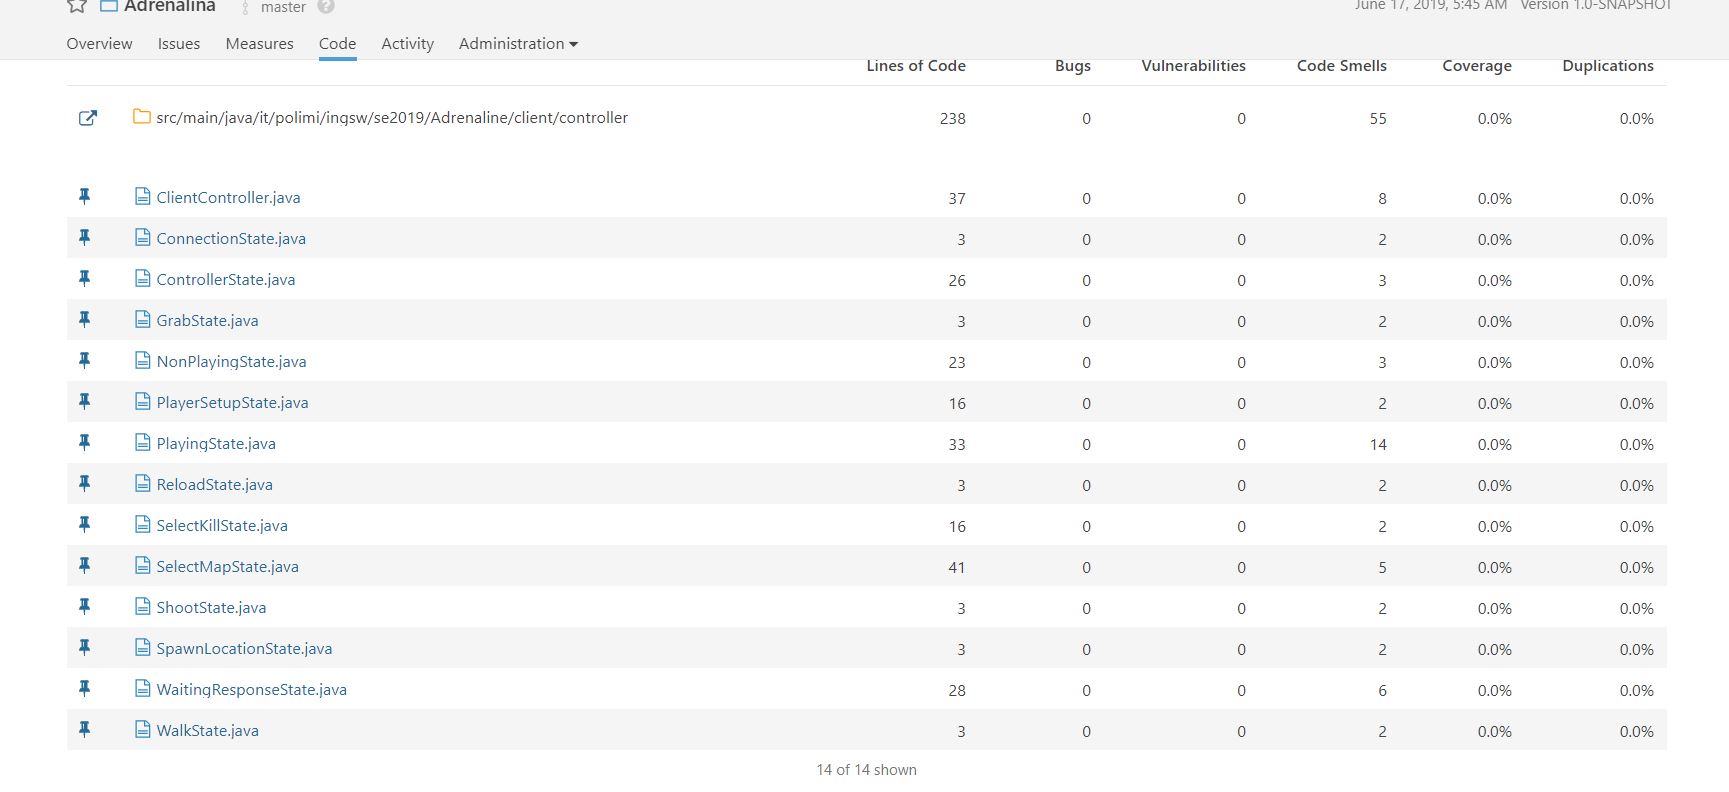 Adrenalina master ? June 17, 2019, 5:45 AM Version 1.0-SNAPSHOT
Overview Issues Measures Code Activity Administration
Lines of Code Bugs Vulnerabilities Code Smells Coverage Duplications
src/main/java/it/polimi/ingsw/se2019/Adrenaline/client/controller 238 0 0 55 0.0% 0.0%
ClientController.java 37 0 0 8 0.0% 0.0%
ConnectionState.java 3 0 0 2 0.0% 0.0%
ControllerState.java 26 0 0 3 0.0% 0.0%
GrabState.java 3 0 0 2 0.0% 0.0%
NonPlayingState.java 23 0 0 3 0.0% 0.0%
PlayerSetupState.java 16 0 0 2 0.0% 0.0%
PlayingState.java 33 0 0 14 0.0% 0.0%
ReloadState.java 3 0 0 2 0.0% 0.0%
SelectKillState.java 16 0 0 2 0.0% 0.0%
SelectMapState.java 41 0 0 5 0.0% 0.0%
ShootState.java 3 0 0 2 0.0% 0.0%
SpawnLocationState.java 3 0 0 2 0.0% 0.0%
WaitingResponseState.java 28 0 0 6 0.0% 0.0%
WalkState.java 3 0 0 2 0.0% 0.0%
14 of 14 shown